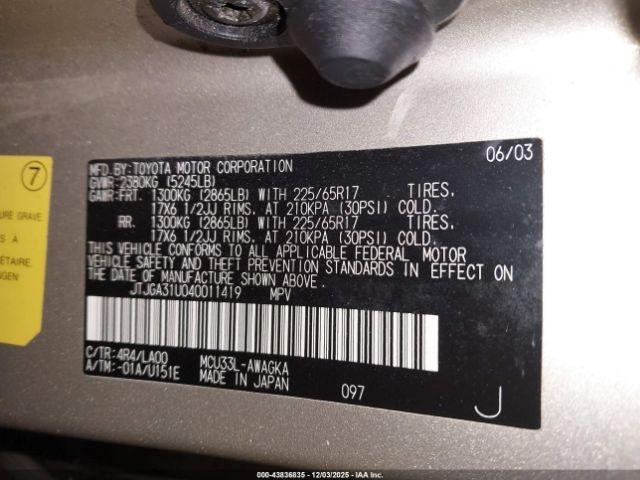 7
URE GRAVE
S À
ÉTAIRE.
NGEN!
06/03
MFD.BY:TOYOTA MOTOR CORPORATION
GVWR:2380KG (5245LB)
GAWR:FRT. 1300KG (2865LB) WITH 225/65R17 TIRES,
17X6 1/2JJ RIMS. AT 210KPA (30PSI) COLD.
RR. 1300KG (2865LB) WITH 225/65R17 TIRES,
17X6 1/2JJ RIMS. AT 210KPA (30PSI) COLD.
THIS VEHICLE CONFORMS TO ALL APPLICABLE FEDERAL MOTOR
VEHICLE SAFETY AND THEFT PREVENTION STANDARDS IN EFFECT ON
THE DATE OF MANUFACTURE SHOWN ABOVE.
JTJGA31U040011419 MPV
C/TR:4R4/LA00 MCU33L-AWAGKA
A/TM:-01A/U151E MADE IN JAPAN
097
J
000-43836835 - 12/03/2025 - IAA Inc.